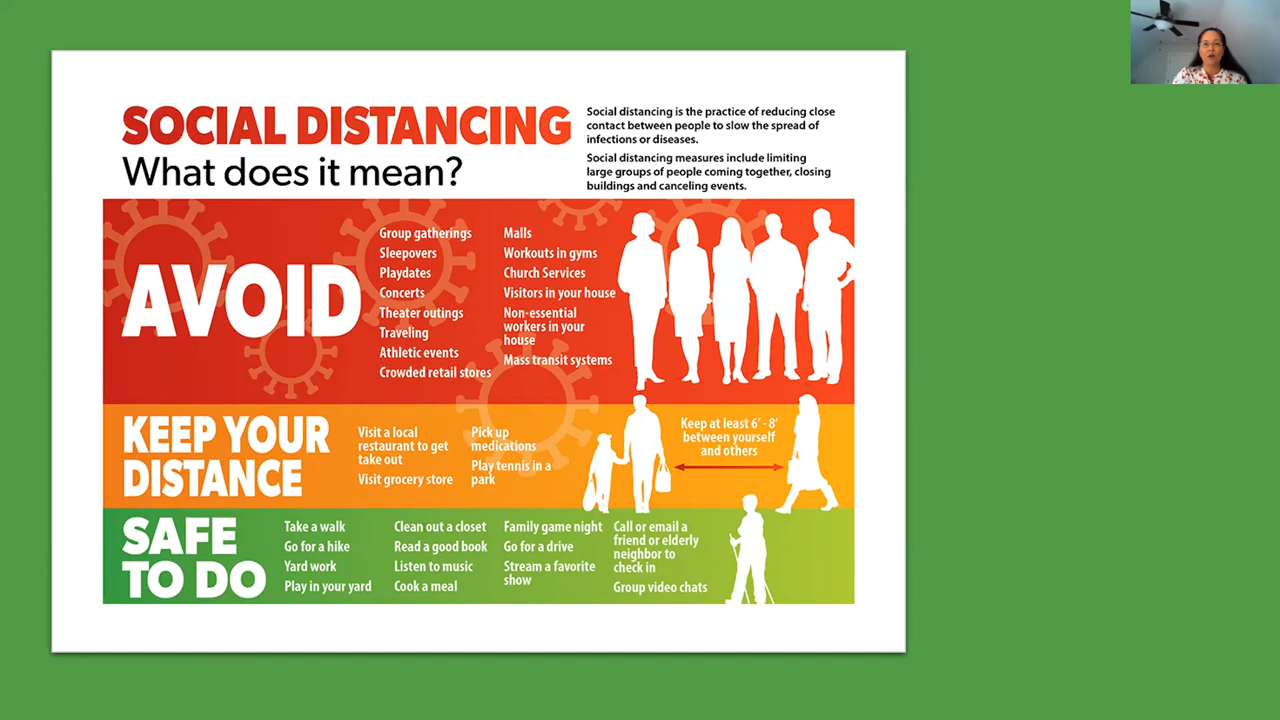 SOCIAL DISTANCING
What does it mean?
Social distancing is the practice of reducing close
contact between people to slow the spread of
infections or diseases.
Social distancing measures include limiting
large groups of people coming together, closing
buildings and canceling events.
AVOID
Group gatherings
Sleepovers
Playdates
Concerts
Theater outings
Traveling
Athletic events
Crowded retail stores
Malls
Workouts in gyms
Church Services
Visitors in your house
Non-essential
workers in your
house
Mass transit systems
KEEP YOUR
DISTANCE
Visit a local
restaurant to get
take out
Visit grocery store
Pick up
medications
Play tennis in a
park
Keep at least 6' - 8'
between yourself
and others
SAFE
TO DO
Take a walk
Go for a hike
Yard work
Play in your yard
Clean out a closet
Read a good book
Listen to music
Cook a meal
Family game night
Go for a drive
Stream a favorite
show
Call or email a
friend or elderly
neighbor to
check in
Group video chats